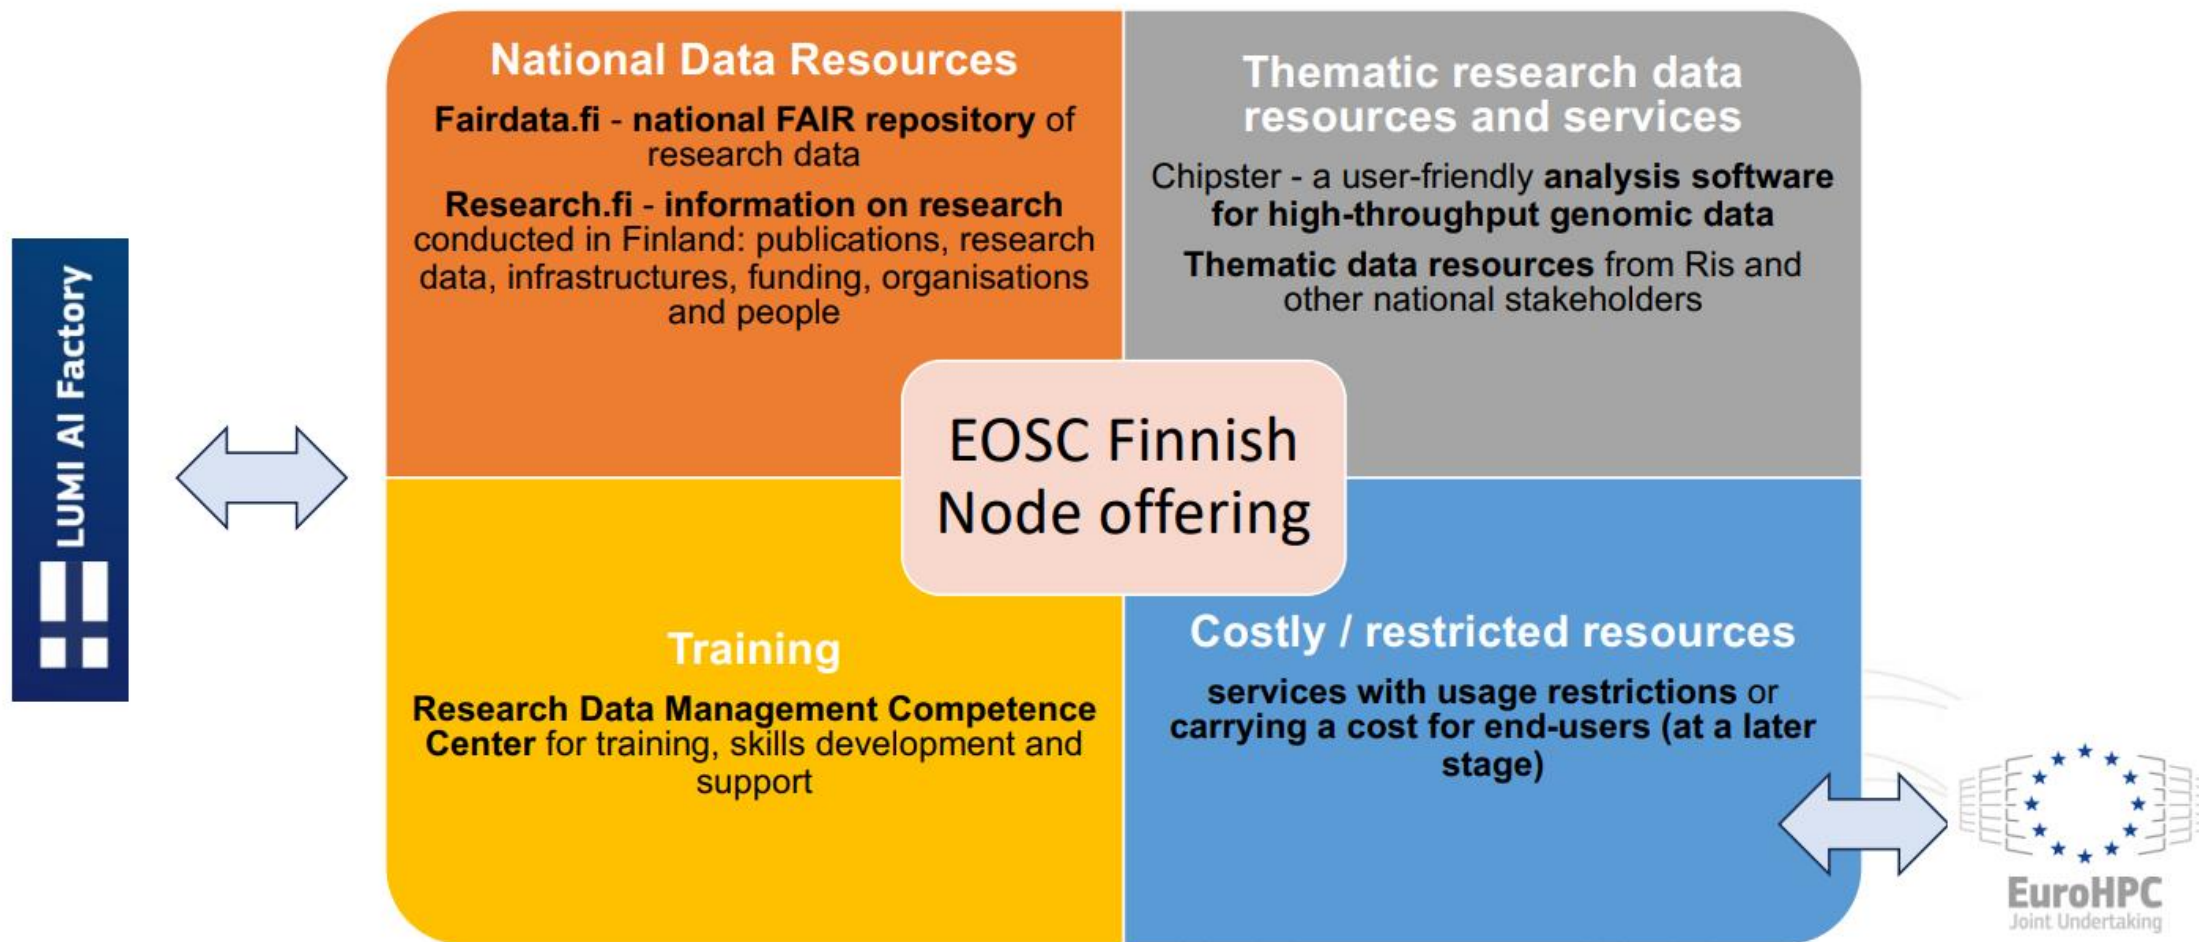 LUMI AI Factory
National Data Resources
Fairdata.fi - national FAIR repository of
research data
Research.fi - information on research
conducted in Finland: publications, research
data, infrastructures, funding, organisations
and people
Thematic research data
resources and services
Chipster - a user-friendly analysis software
for high-throughput genomic data
Thematic data resources from Ris and
other national stakeholders
EOSC Finnish
Node offering
Training
Research Data Management Competence
Center for training, skills development and
support
Costly / restricted resources
services with usage restrictions or
carrying a cost for end-users (at a later
stage)
EuroHPC
Joint Undertaking